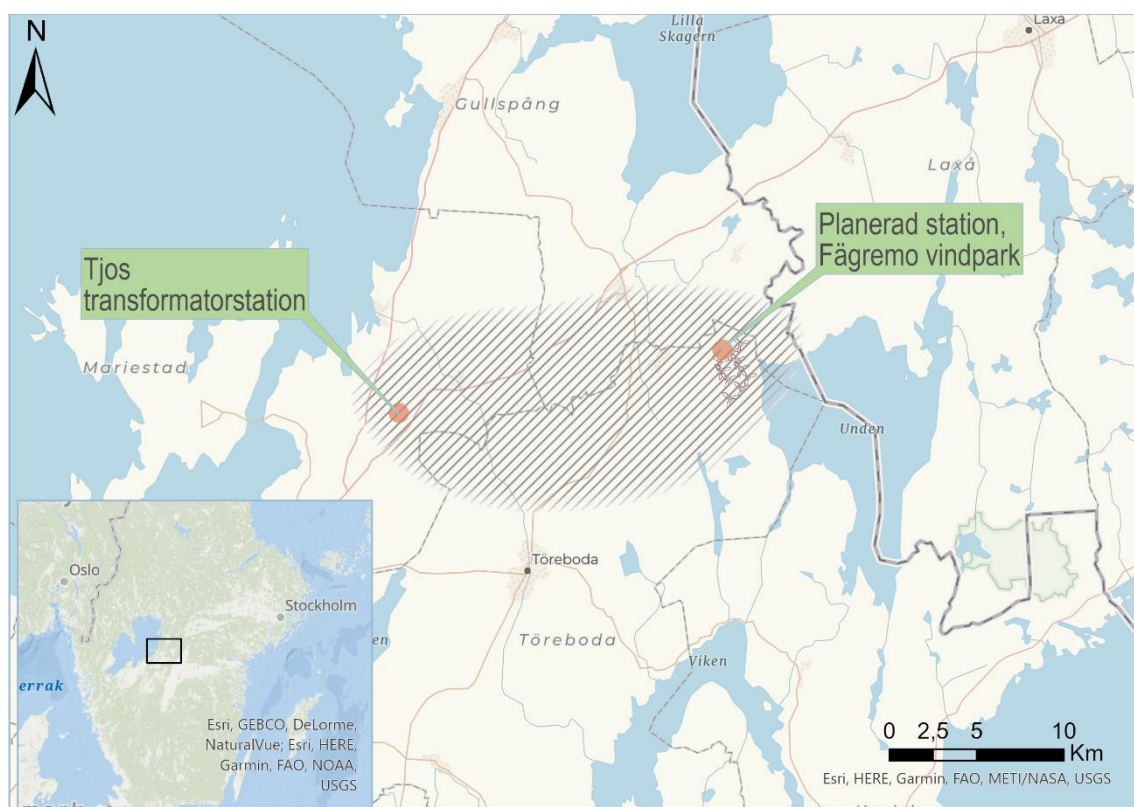 N
Lilla
Skagern
Laxå
Gullspång
Laxå
Planerad station,
Fägremo vindpark
Tjos
transformatorstation
Mariestad
Unden
Töreboda
Töreboda
Viken
Oslo
Stockholm
errak
Esri, GEBCO, DeLorme,
NaturalVue; Esri, HERE,
Garmin, FAO, NOAA,
USGS
en
0 2,5 5 10
Km
Esri, HERE, Garmin, FAO, METI/NASA, USGS